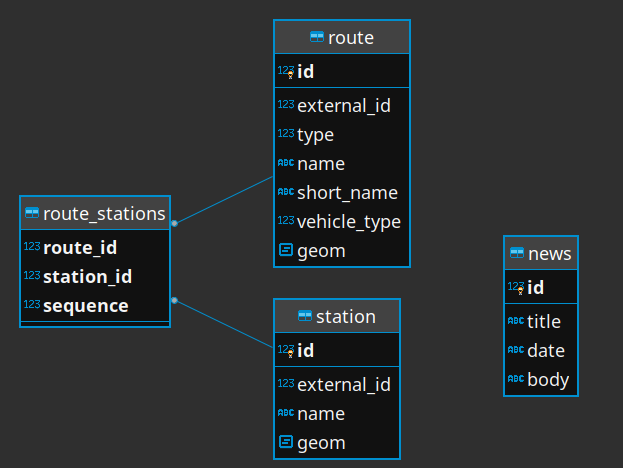 route
123 id
123 external_id
123 type
ABC name
ABC short_name
123 vehicle_type
geom
route_stations
123 route_id
123 station_id
123 sequence
station
123 id
123 external_id
ABC name
geom
news
123 id
ABC title
ABC date
ABC body